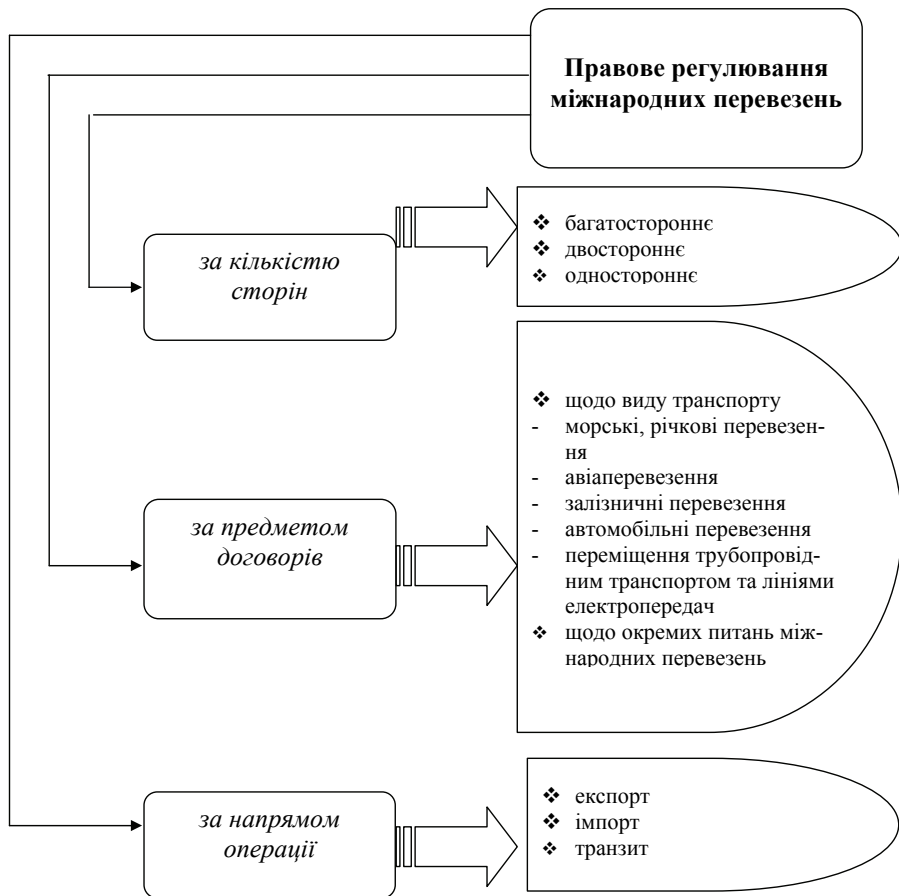 Правове регулювання
міжнародних перевезень
за кількістю
сторін
❖ багатостороннє
❖ двостороннє
❖ одностороннє
за предметом
договорів
❖ щодо виду транспорту
- морські, річкові перевезен-
ня
- авіаперевезення
- залізничні перевезення
- автомобільні перевезення
- переміщення трубопровід-
ним транспортом та лініями
електропередач
❖ щодо окремих питань між-
народних перевезень
за напрямом
операції
❖ експорт
❖ імпорт
❖ транзит